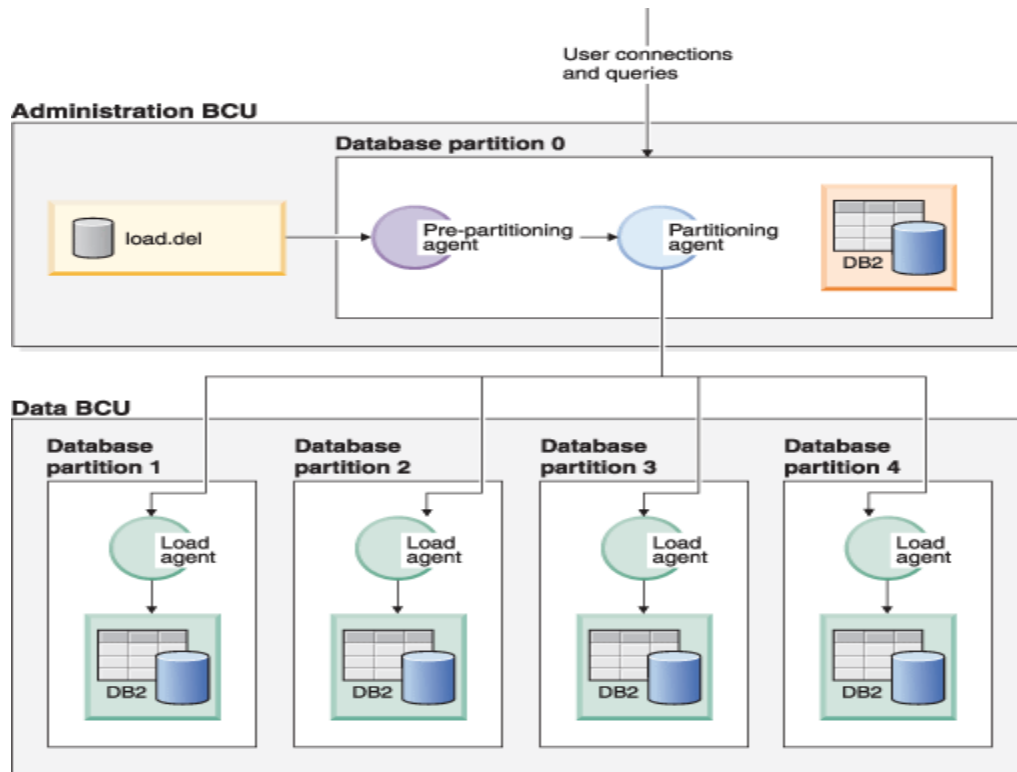 User connections
and queries
Administration BCU
Database partition 0
load.del
Pre-partitioning
agent
Partitioning
agent
DB2
Data BCU
Database
partition 1
Database
partition 2
Database
partition 3
Database
partition 4
Load
agent
Load
agent
Load
agent
Load
agent
DB2
DB2
DB2
DB2